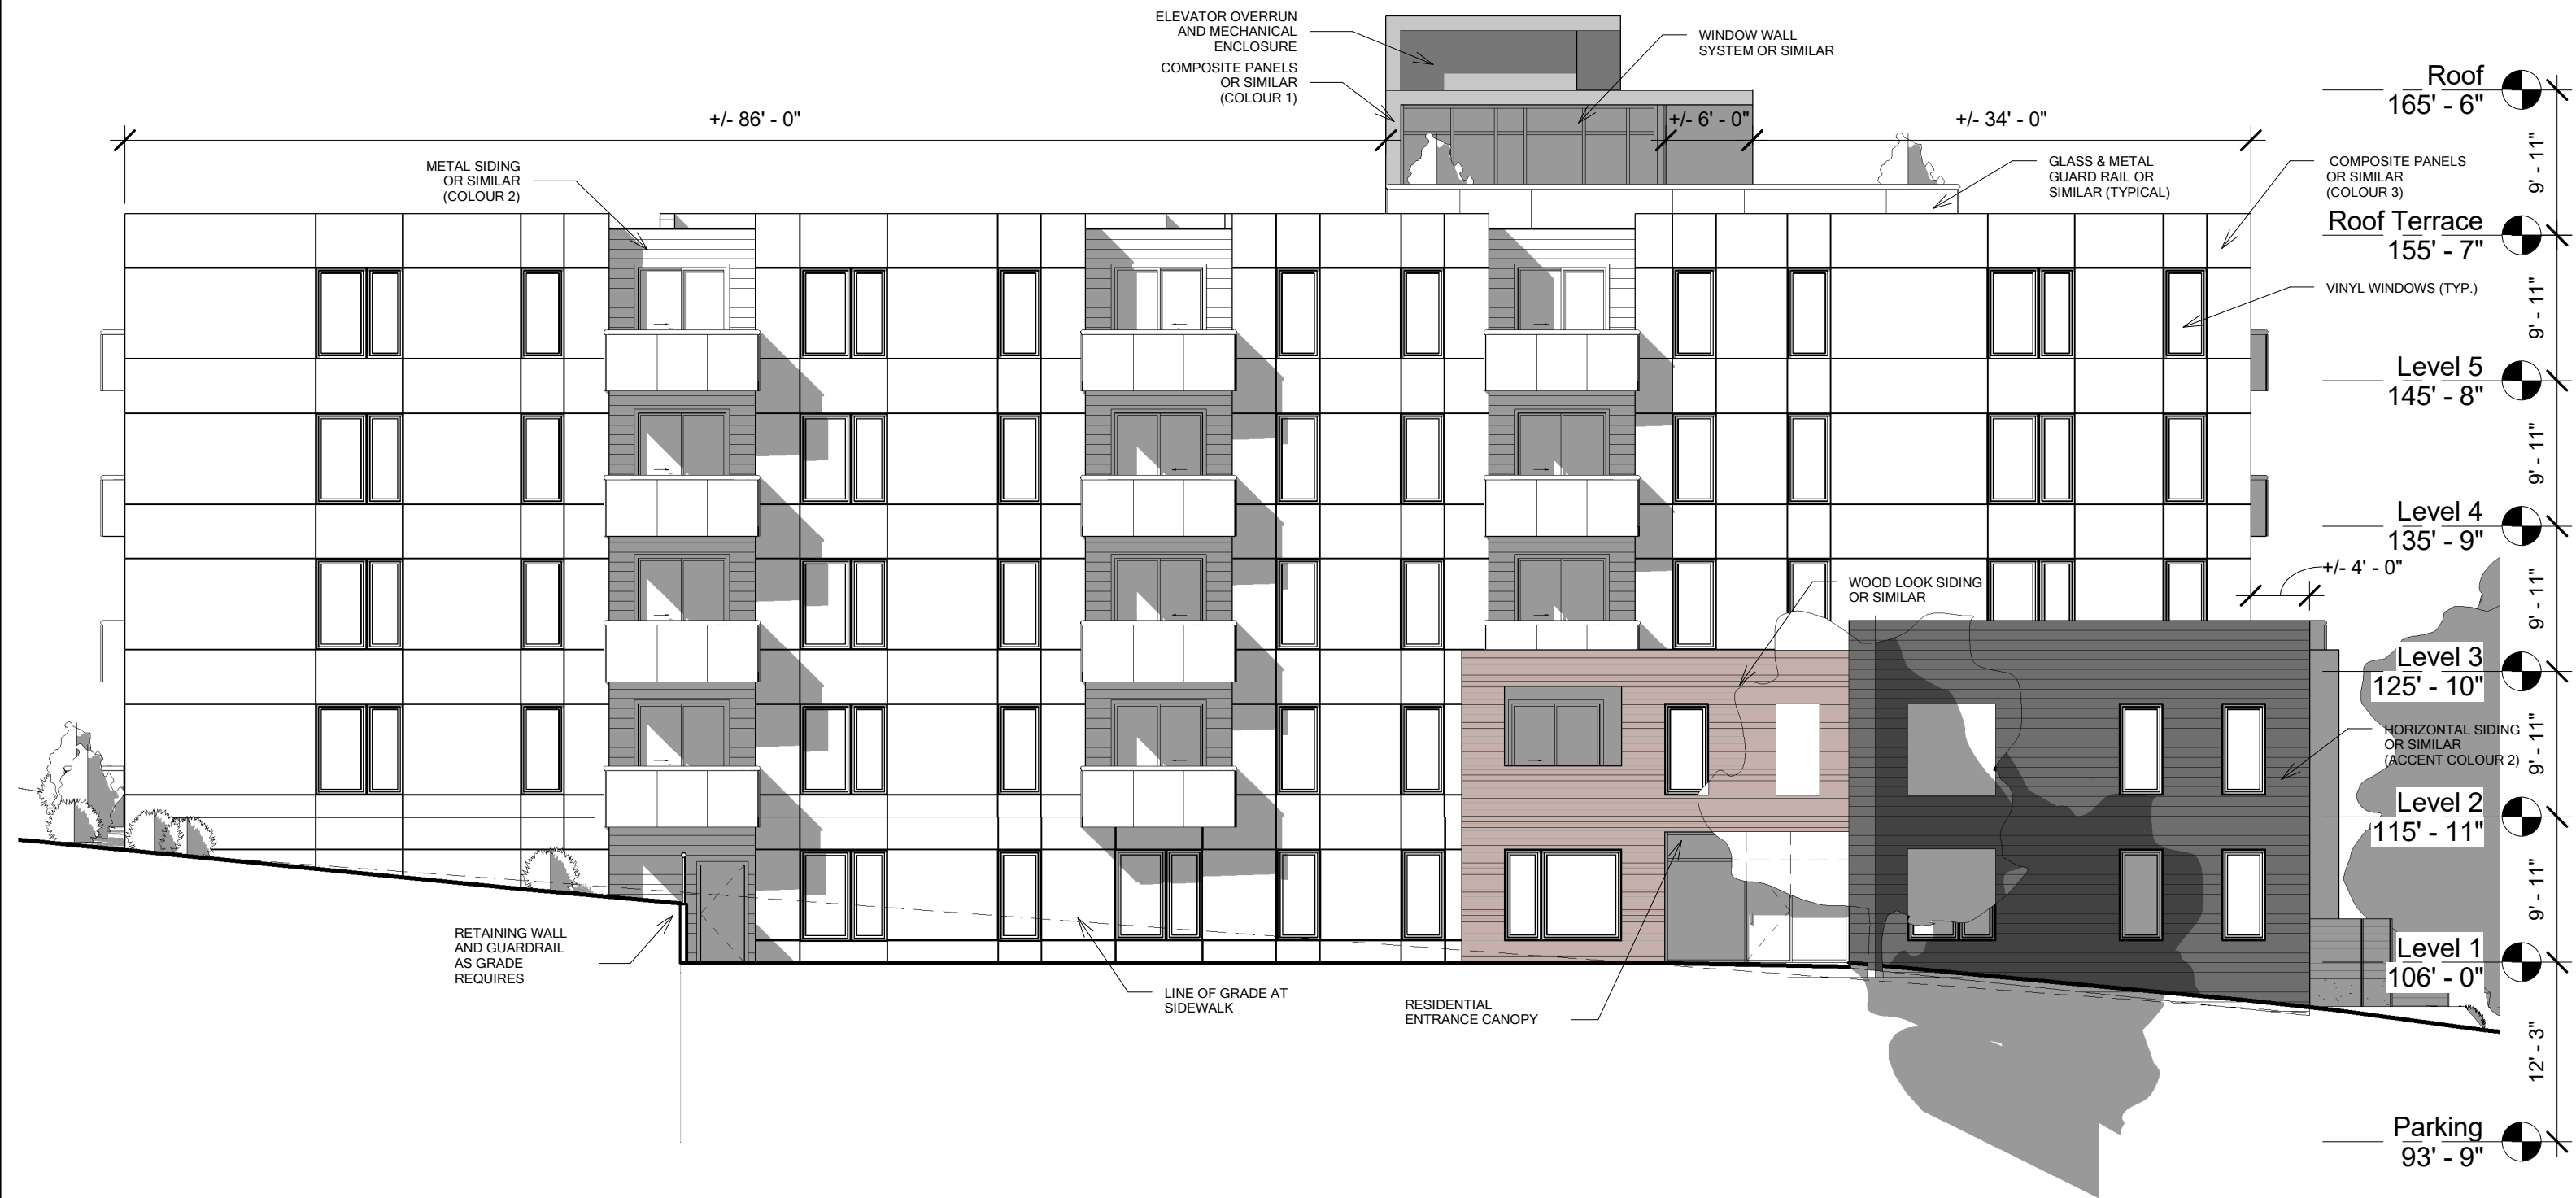 ELEVATOR OVERRUN
AND MECHANICAL
ENCLOSURE
COMPOSITE PANELS
OR SIMILAR
(COLOUR 1)
WINDOW WALL
SYSTEM OR SIMILAR
Roof
165' - 6"
+/- 86' - 0"
+/- 6' - 0"
+/- 34' - 0"
9' - 11"
METAL SIDING
OR SIMILAR
(COLOUR 2)
GLASS & METAL
GUARD RAIL OR
SIMILAR (TYPICAL)
COMPOSITE PANELS
OR SIMILAR
(COLOUR 3)
Roof Terrace
155' - 7"
VINYL WINDOWS (TYP.)
9' - 11"
Level 5
145' - 8"
9' - 11"
Level 4
135' - 9"
+/- 4' - 0"
9' - 11"
WOOD LOOK SIDING
OR SIMILAR
Level 3
125' - 10"
HORIZONTAL SIDING
OR SIMILAR
(ACCENT COLOUR 2)
9' - 11"
Level 2
115' - 11"
9' - 11"
RETAINING WALL
AND GUARDRAIL
AS GRADE
REQUIRES
Level 1
106' - 0"
LINE OF GRADE AT
SIDEWALK
RESIDENTIAL
ENTRANCE CANOPY
12' - 3"
Parking
93' - 9"